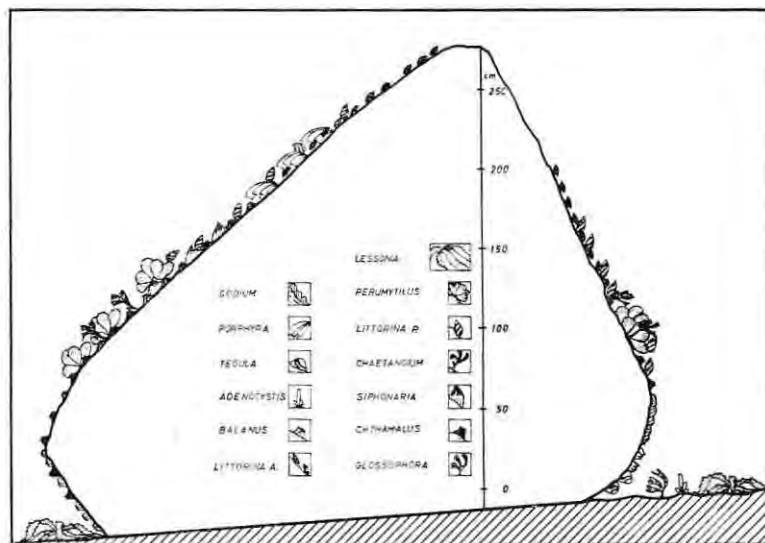 cm
250
200
150
LESSONIA
CODIUM PERUMYTILUS
PORPHYRA LITTORINA P. 100
TEGULA CHAETANGIUM
ADENOCYSTIS SIPHONARIA 50
BALANUS CHTHAMALUS
LITTORINA A. GLOSSOPHORA 0